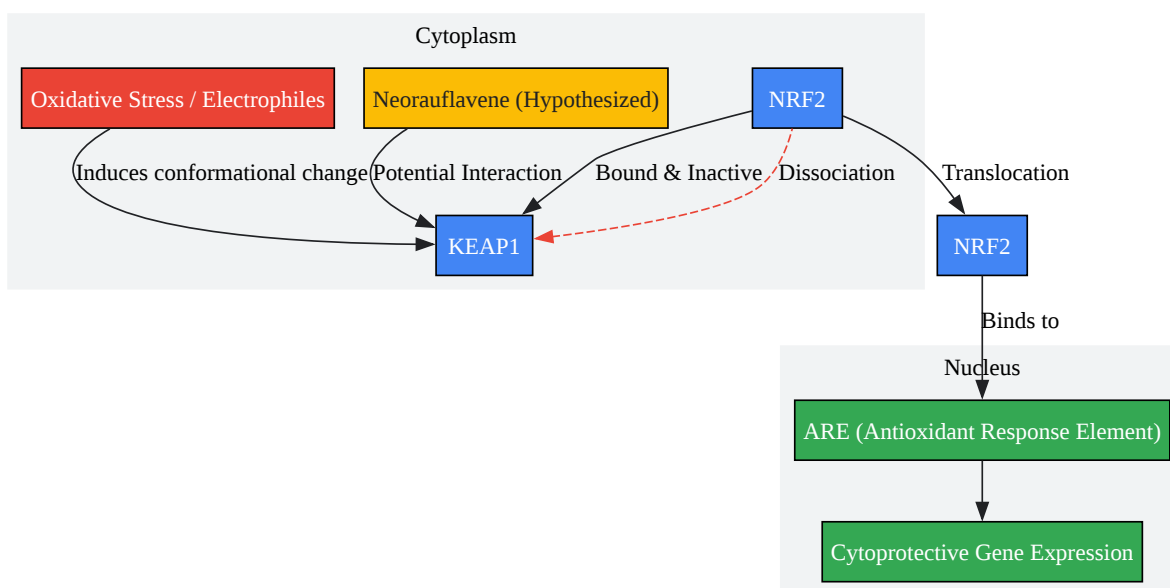 Cytoplasm
Oxidative Stress / Electrophiles
Neorauflavene (Hypothesized)
NRF2
Induces conformational change
Potential Interaction
Bound & Inactive
Dissociation
Translocation
KEAP1
NRF2
Binds to
Nucleus
ARE (Antioxidant Response Element)
Cytoprotective Gene Expression